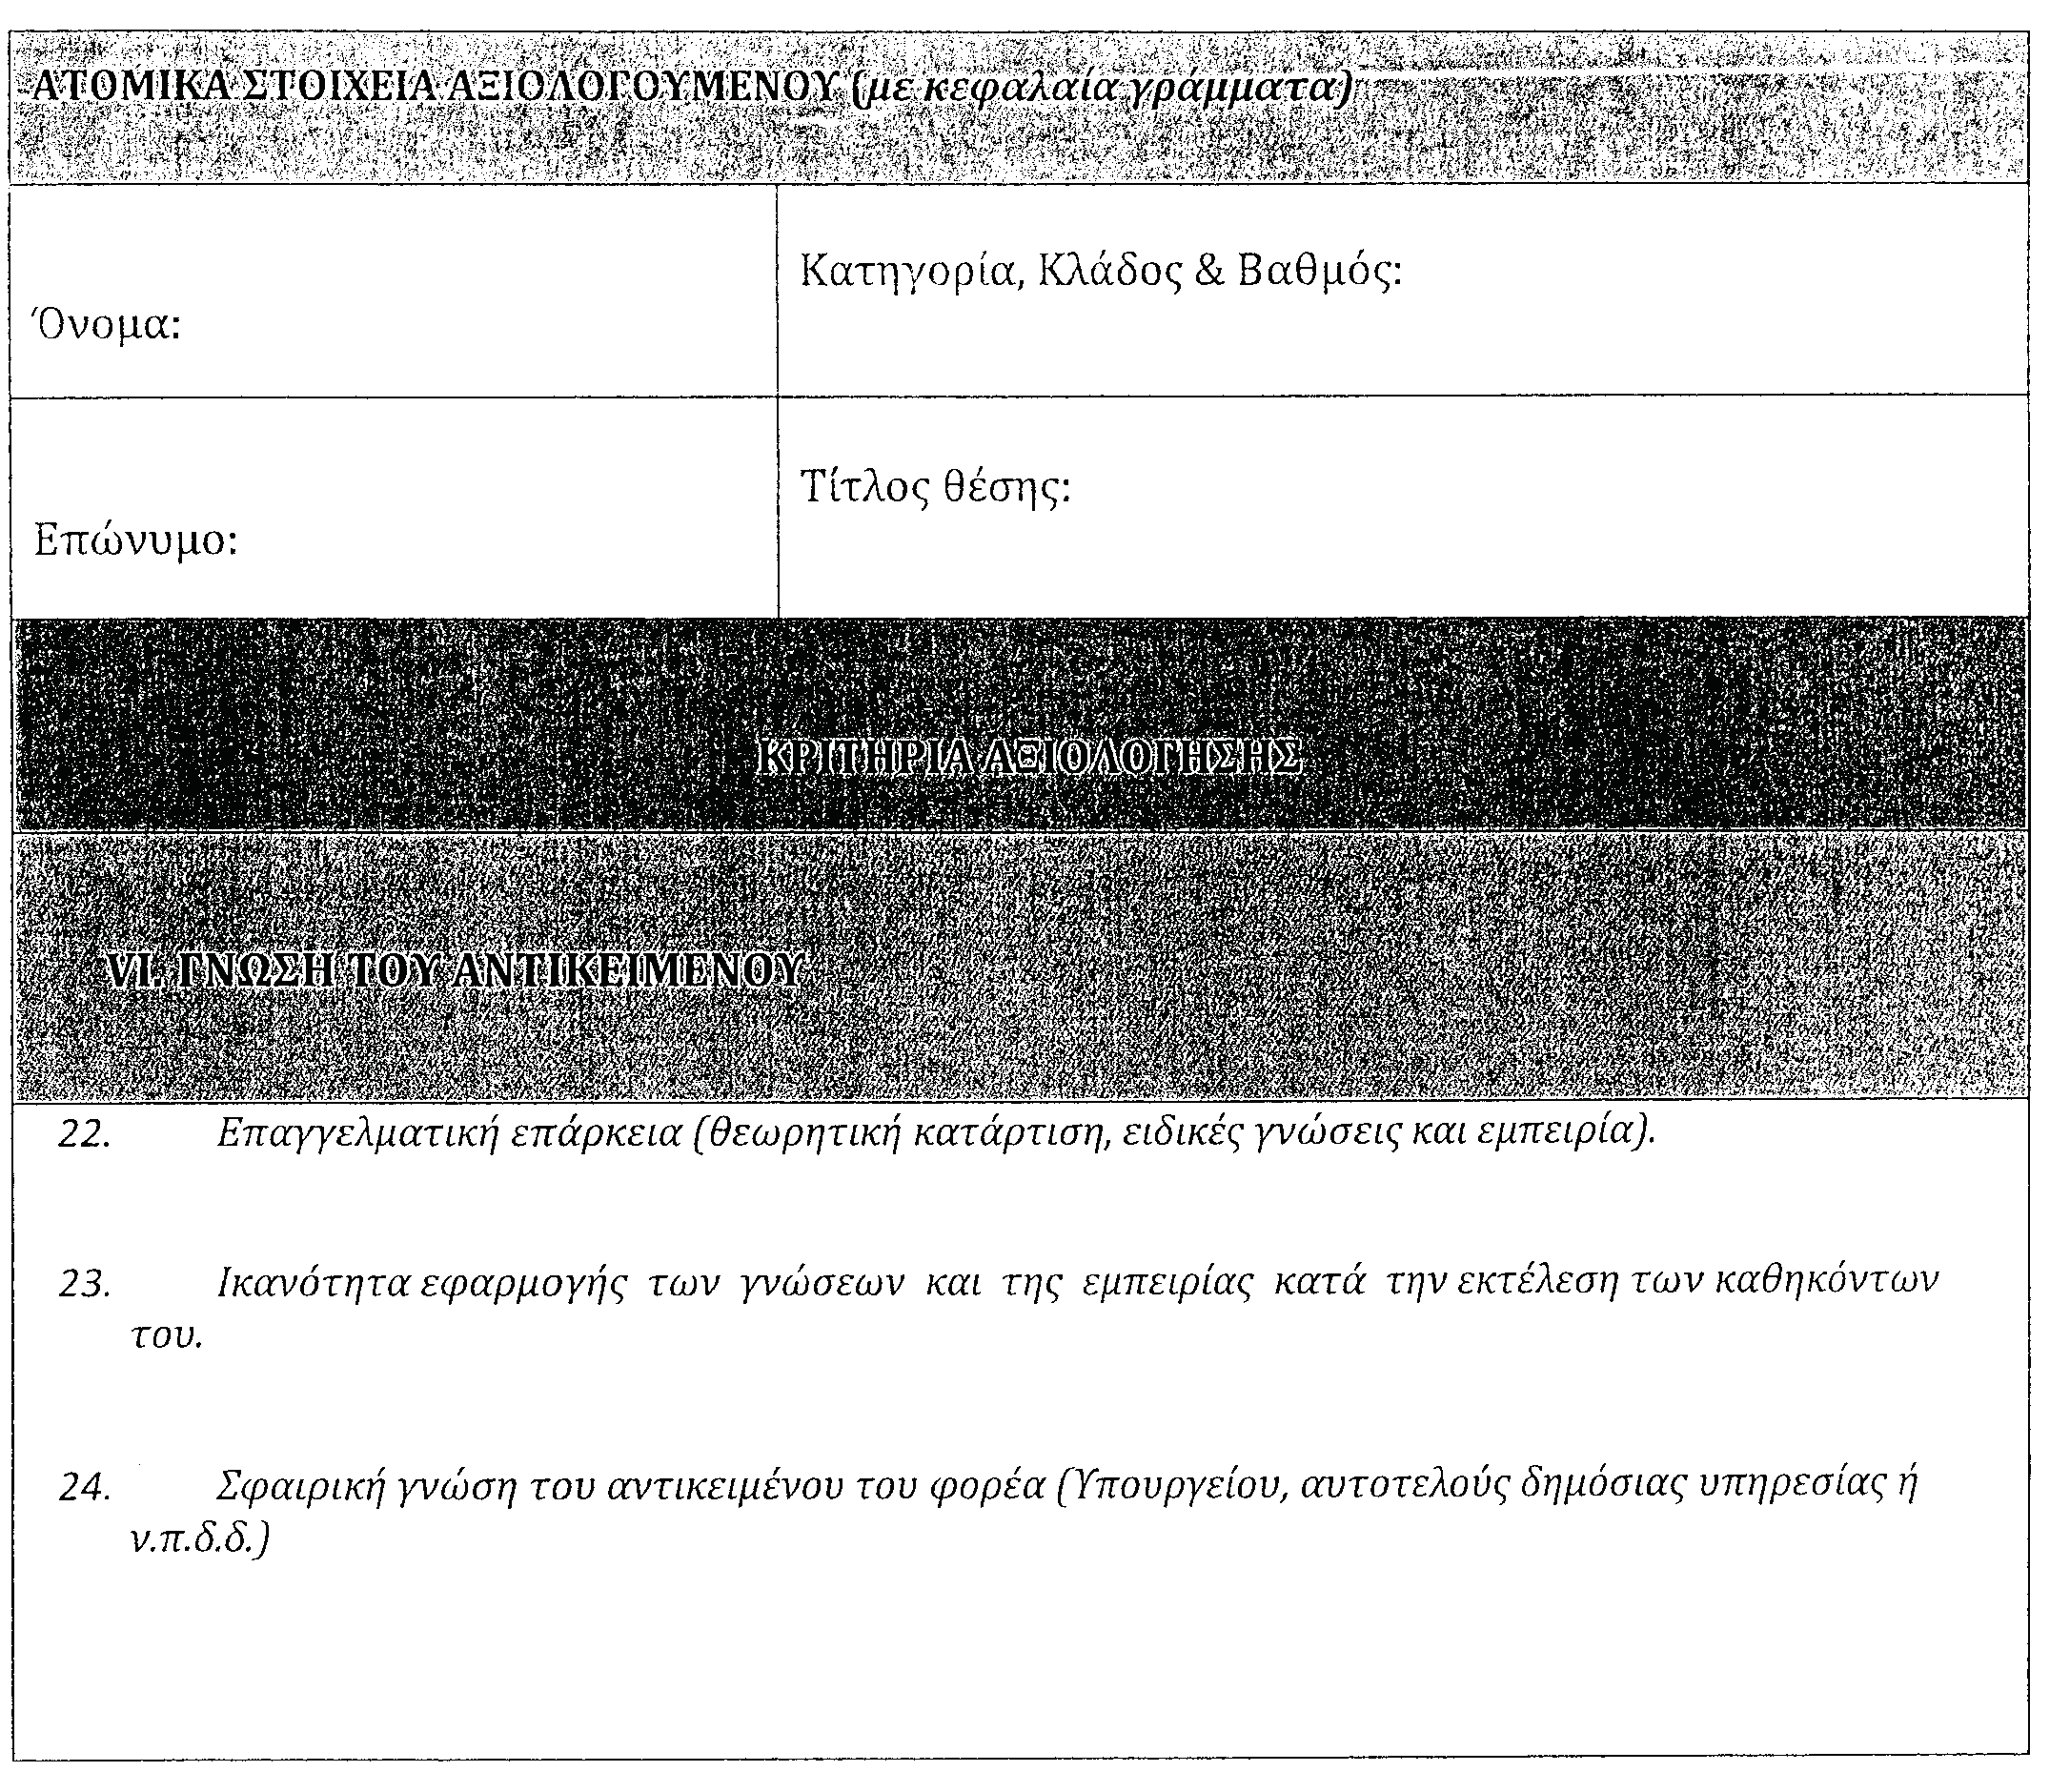 ΑΤΟΜΙΚΑ ΣΤΟΙΧΕΙΑ ΑΞΙΟΛΟΓΟΥΜΕΝΟΥ (με κεφαλαία γράμματα)
Όνομα:
Κατηγορία, Κλάδος & Βαθμός:
Επώνυμο:
Τίτλος θέσης:
ΚΡΙΤΗΡΙΑ ΑΞΙΟΛΟΓΗΣΗΣ
VI. ΓΝΩΣΗ ΤΟΥ ΑΝΤΙΚΕΙΜΕΝΟΥ
22. Επαγγελματική επάρκεια (θεωρητική κατάρτιση, ειδικές γνώσεις και εμπειρία).
23. Ικανότητα εφαρμογής των γνώσεων και της εμπειρίας κατά την εκτέλεση των καθηκόντων
του.
24. Σφαιρική γνώση του αντικειμένου του φορέα (Υπουργείου, αυτοτελούς δημόσιας υπηρεσίας ή
ν.π.δ.δ.)